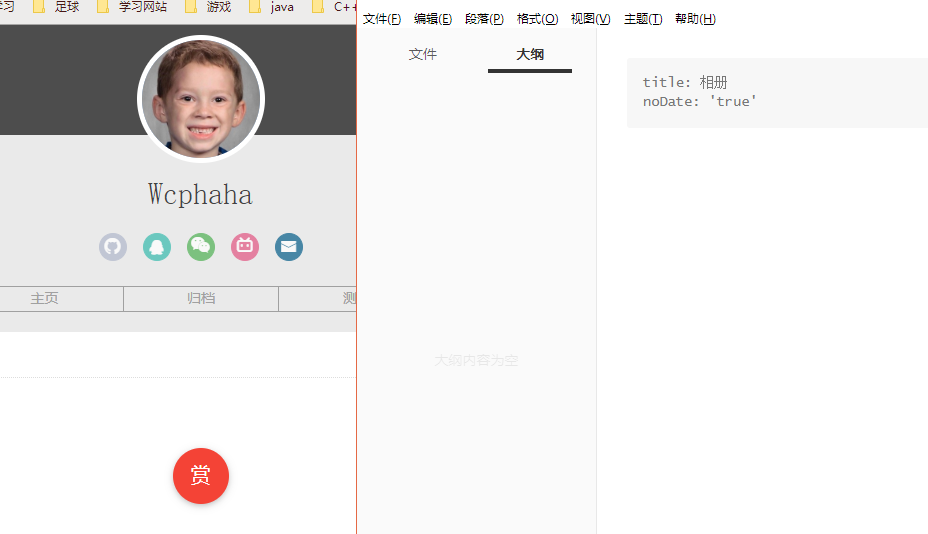 学习 足球 学习网站 游戏 java C++
Wcphaha
主页 归档 测
赏
文件(F) 编辑(E) 段落(P) 格式(O) 视图(V) 主题(T) 帮助(H)
文件 大纲
大纲内容为空
title: 相册
noDate: 'true'